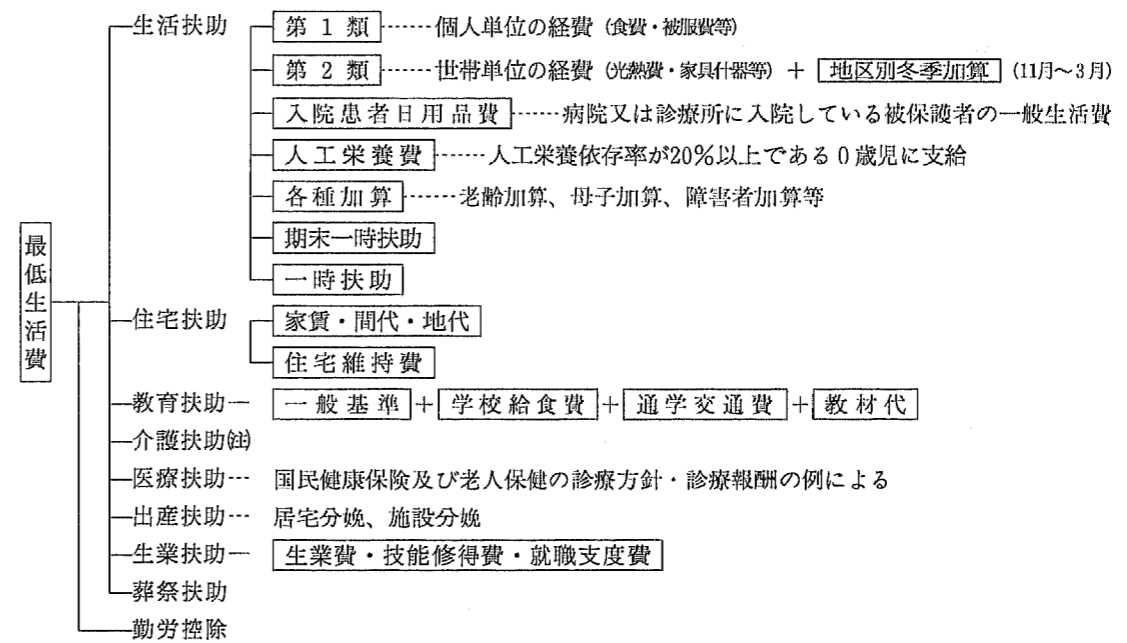 最低生活費
生活扶助
第1類……個人単位の経費（食費・被服費等）
第2類……世帯単位の経費（光熱費・家具什器等）＋地区別冬季加算（11月～3月）
入院患者日用品費……病院又は診療所に入院している被保護者の一般生活費
人工栄養費……人工栄養依存率が20％以上である0歳児に支給
各種加算……老齢加算、母子加算、障害者加算等
期末一時扶助
一時扶助
住宅扶助
家賃・間代・地代
住宅維持費
教育扶助― 一般基準＋学校給食費＋通学交通費＋教材代
介護扶助(注)
医療扶助… 国民健康保険及び老人保健の診療方針・診療報酬の例による
出産扶助… 居宅分娩、施設分娩
生業扶助― 生業費・技能修得費・就職支度費
葬祭扶助
勤労控除